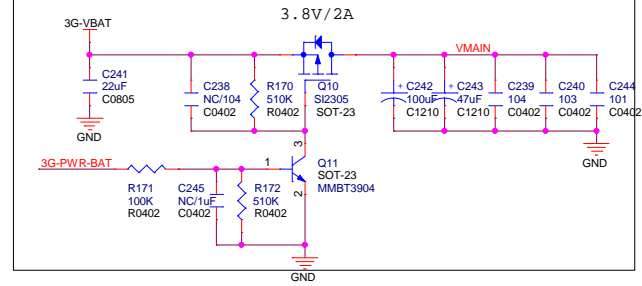 3.8V/2A
3G-VBAT
VMAIN
C241
22uF
C0805
GND
C238
NC/104
C0402
R170
510K
R0402
Q10
SI2305
SOT-23
+ C242
100uF
C1210
+ C243
47uF
C1210
C239
104
C0402
C240
103
C0402
C244
101
C0402
GND
3G-PWR-BAT
R171
100K
R0402
C245
NC/1uF
C0402
R172
510K
R0402
1
3
2
Q11
SOT-23
MMBT3904
GND